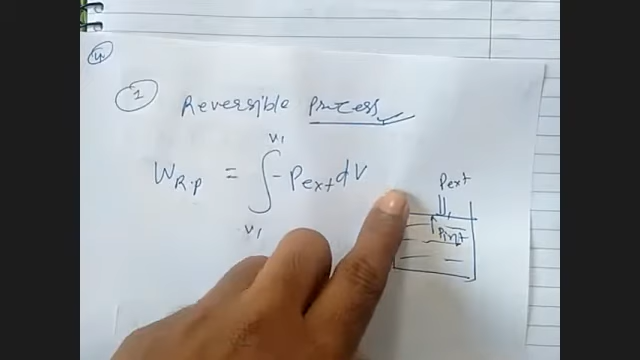 4
1 Reversible Process
W R.P = ∫ V1 V1 - Pext dV
Pext
Pint